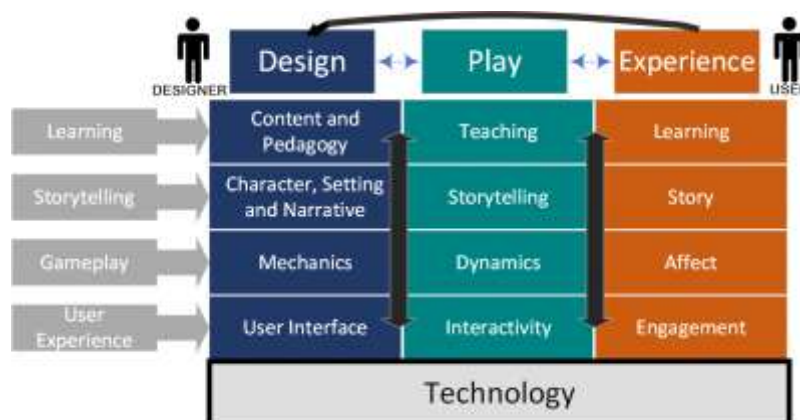 Design
Play
Experience
DESIGNER
USER
Learning
Content and
Pedagogy
Teaching
Learning
Storytelling
Character, Setting
and Narrative
Storytelling
Story
Gameplay
Mechanics
Dynamics
Affect
User
Experience
User Interface
Interactivity
Engagement
Technology